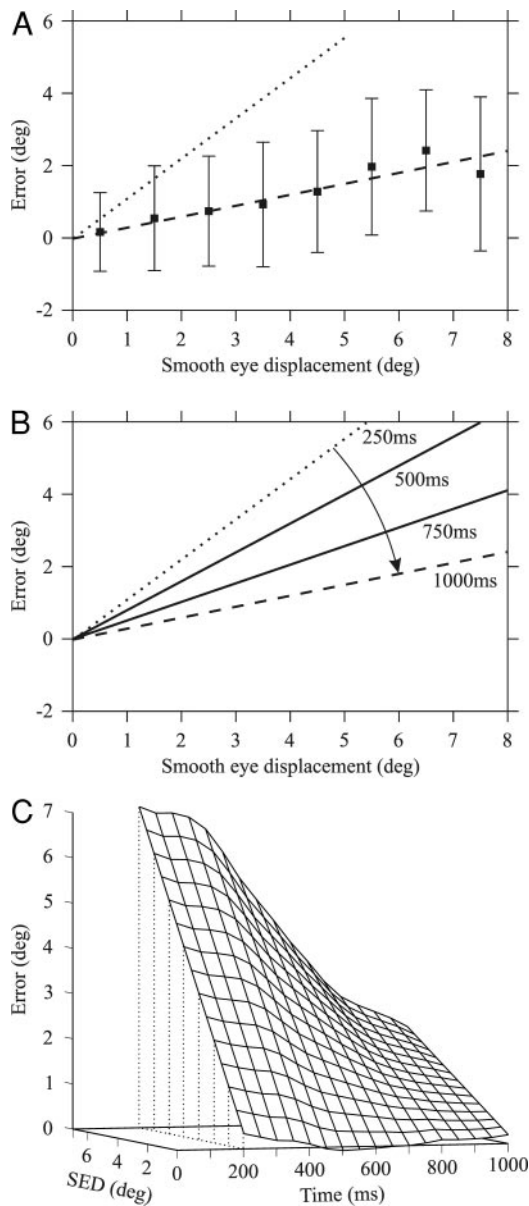 A
Error (deg)
6
4
2
0
-2
0 1 2 3 4 5 6 7 8
Smooth eye displacement (deg)
B
Error (deg)
6
4
2
0
-2
250ms
500ms
750ms
1000ms
0 1 2 3 4 5 6 7 8
Smooth eye displacement (deg)
C
Error (deg)
7
6
5
4
3
2
1
0
6 4 2 0 200 400 600 800 1000
SED (deg)
Time (ms)